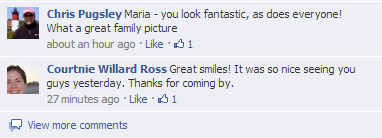 Chris Pugsley Maria - you look fantastic, as does everyone!
What a great family picture
about an hour ago · Like · 1
Courtnie Willard Ross Great smiles! It was so nice seeing
you guys yesterday. Thanks for coming by.
27 minutes ago · Like · 1
View more comments